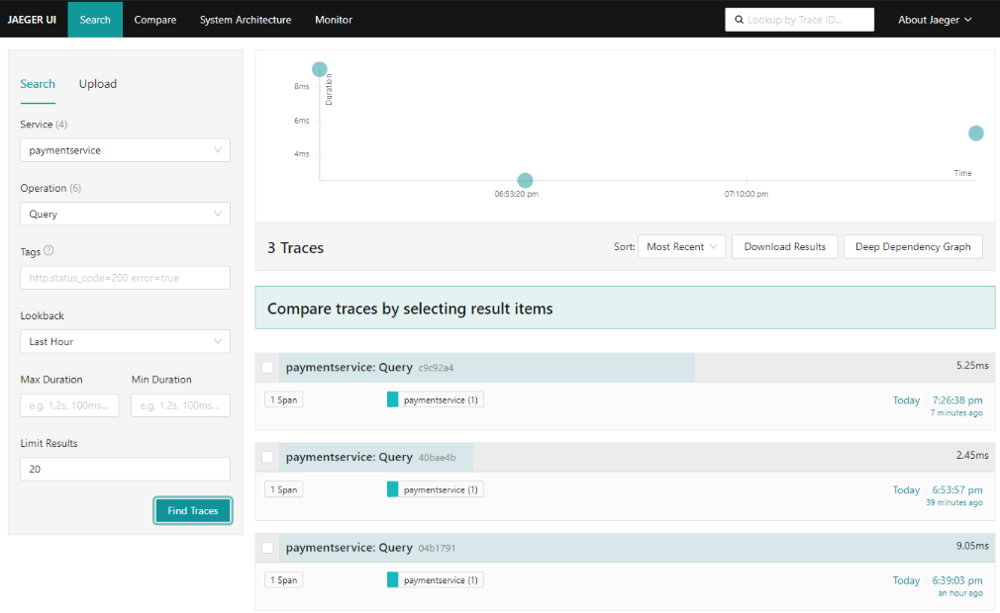 JAEGER UI Search Compare System Architecture Monitor Lookup by Trace ID... About Jaeger
Search Upload
Service (4)
paymentservice
Operation (6)
Query
Tags
http.status_code=200 error=true
Lookback
Last Hour
Max Duration Min Duration
e.g. 1.2s, 100ms... e.g. 1.2s, 100ms...
Limit Results
20
Find Traces
Duration
8ms
6ms
4ms
Time
06:53:20 pm 07:10:00 pm
3 Traces Sort: Most Recent Download Results Deep Dependency Graph
Compare traces by selecting result items
paymentservice: Query c9c92a4 5.25ms
1 Span paymentservice (1) Today 7:26:38 pm
7 minutes ago
paymentservice: Query 40bae4b 2.45ms
1 Span paymentservice (1) Today 6:53:57 pm
39 minutes ago
paymentservice: Query 04b1791 9.05ms
1 Span paymentservice (1) Today 6:39:03 pm
an hour ago